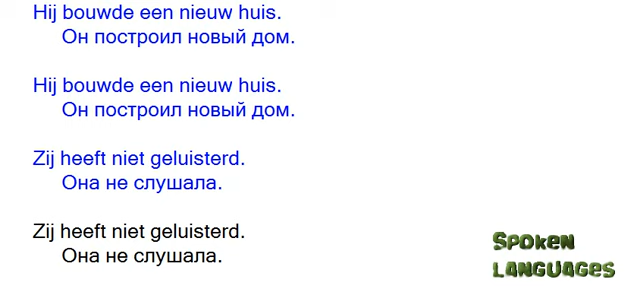 Hij bouwde een nieuw huis.
Он построил новый дом.
Hij bouwde een nieuw huis.
Он построил новый дом.
Zij heeft niet geluisterd.
Она не слушала.
Zij heeft niet geluisterd.
Она не слушала.
SPOKEN
LANGUAGES